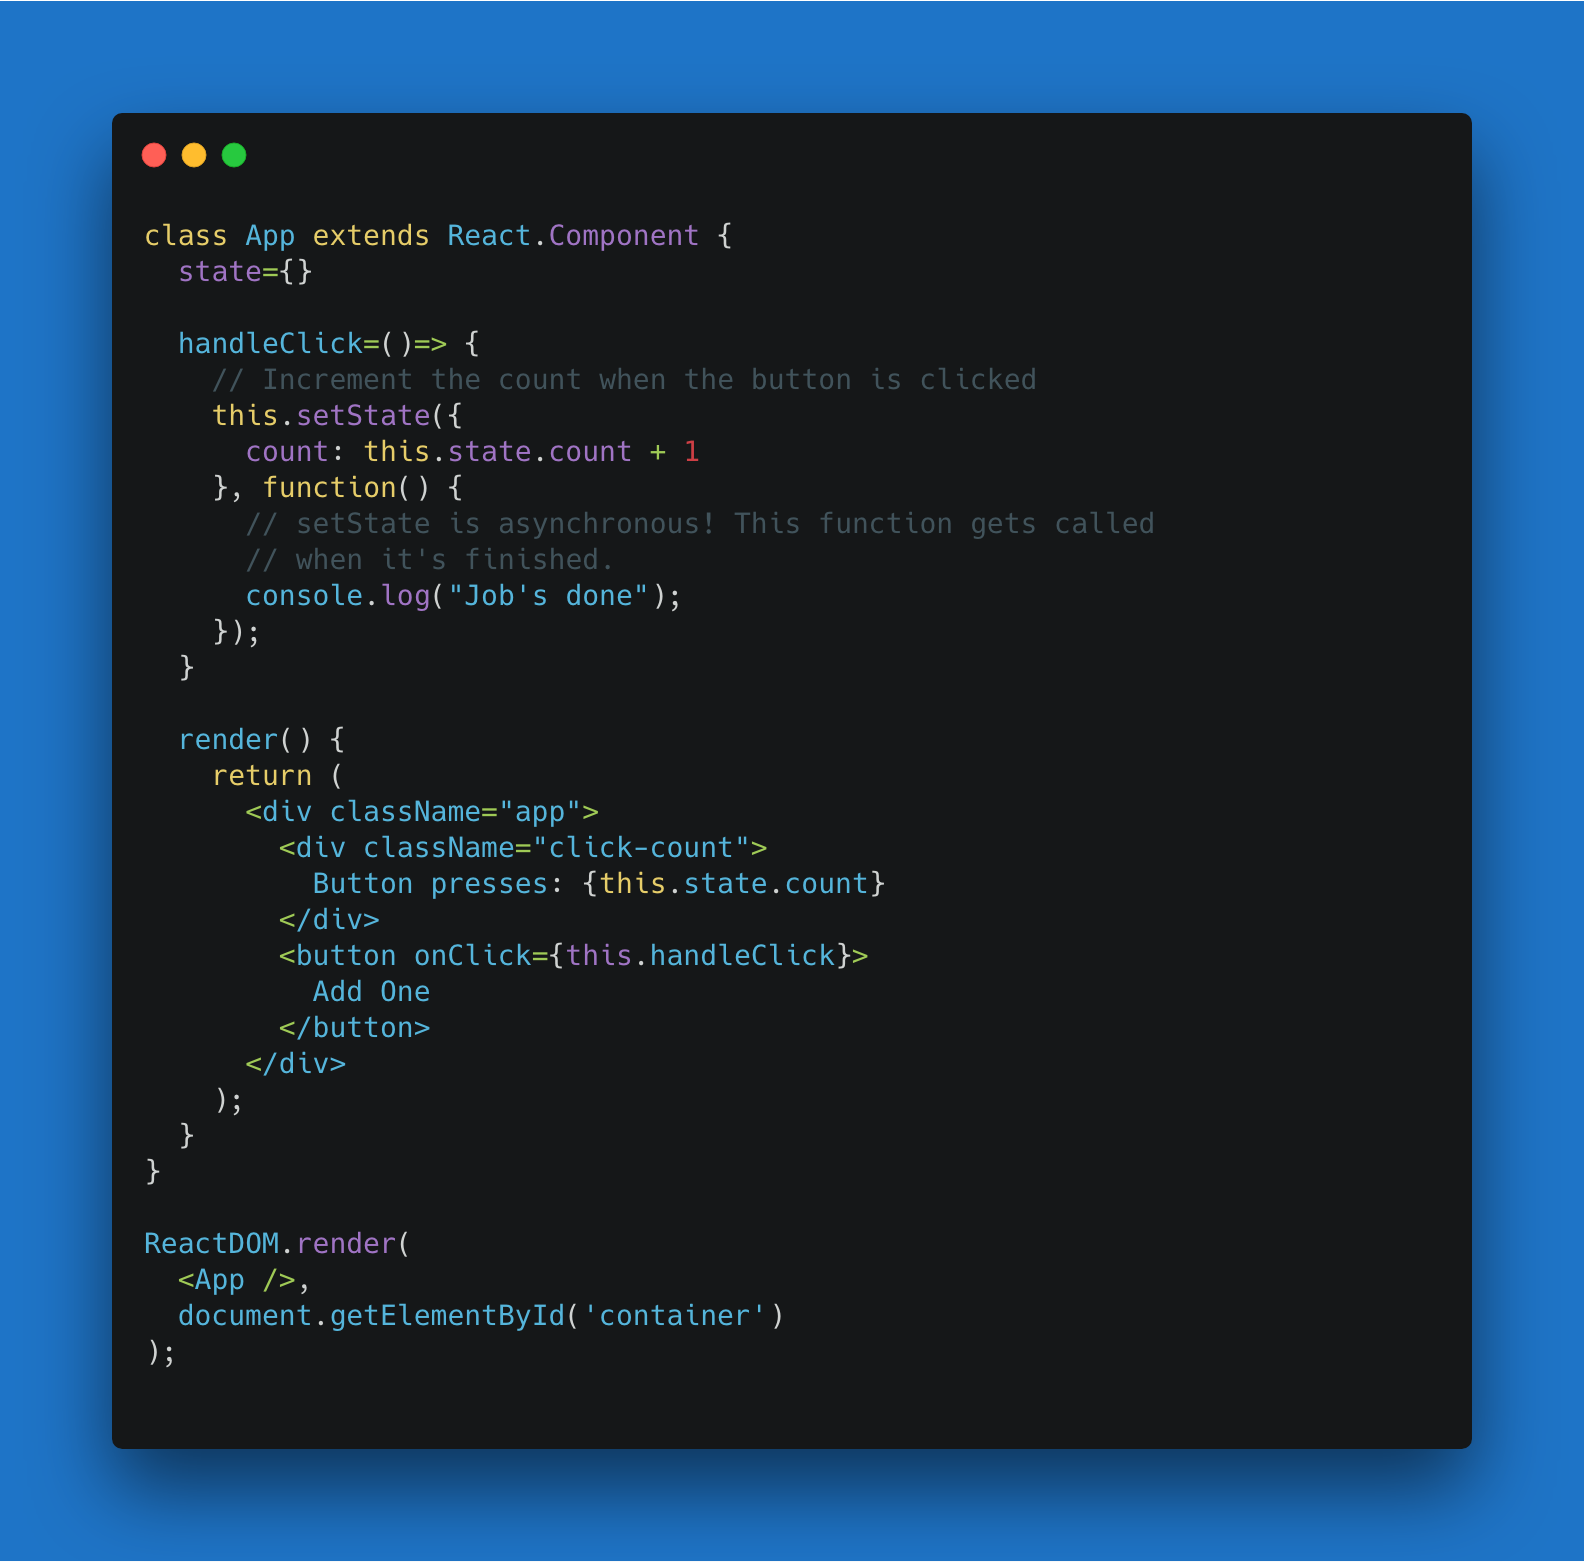 class App extends React.Component {
  state={}

  handleClick=()=> {
    // Increment the count when the button is clicked
    this.setState({
      count: this.state.count + 1
    }, function() {
      // setState is asynchronous! This function gets called
      // when it's finished.
      console.log("Job's done");
    });
  }

  render() {
    return (
      <div className="app">
        <div className="click-count">
          Button presses: {this.state.count}
        </div>
        <button onClick={this.handleClick}>
          Add One
        </button>
      </div>
    );
  }
}

ReactDOM.render(
  <App />,
  document.getElementById('container')
);